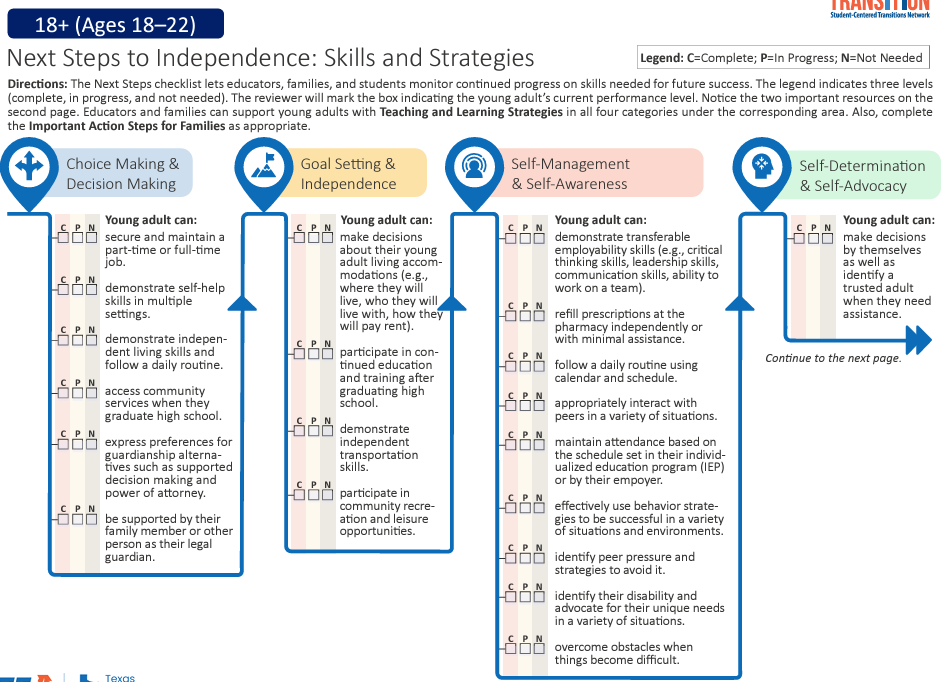 TRANSITION
Student-Centered Transitions Network
18+ (Ages 18–22)
Next Steps to Independence: Skills and Strategies
Legend: C=Complete; P=In Progress; N=Not Needed
Directions: The Next Steps checklist lets educators, families, and students monitor continued progress on skills needed for future success. The legend indicates three levels
(complete, in progress, and not needed). The reviewer will mark the box indicating the young adult’s current performance level. Notice the two important resources on the
second page. Educators and families can support young adults with Teaching and Learning Strategies in all four categories under the corresponding area. Also, complete
the Important Action Steps for Families as appropriate.
Choice Making &
Decision Making
Young adult can:
C P N
secure and maintain a
part-time or full-time
job.
C P N
demonstrate self-help
skills in multiple
settings.
C P N
demonstrate indepen-
dent living skills and
follow a daily routine.
C P N
access community
services when they
graduate high school.
C P N
express preferences for
guardianship alterna-
tives such as supported
decision making and
power of attorney.
C P N
be supported by their
family member or other
person as their legal
guardian.
Goal Setting &
Independence
Young adult can:
C P N
make decisions
about their young
adult living accom-
modations (e.g.,
where they will
live, who they will
live with, how they
will pay rent).
C P N
participate in con-
tinued education
and training after
graduating high
school.
C P N
demonstrate
independent
transportation
skills.
C P N
participate in
community recre-
ation and leisure
opportunities.
Self-Management
& Self-Awareness
Young adult can:
C P N
demonstrate transferable
employability skills (e.g., critical
thinking skills, leadership skills,
communication skills, ability to
work on a team).
C P N
refill prescriptions at the
pharmacy independently or
with minimal assistance.
C P N
follow a daily routine using
calendar and schedule.
C P N
appropriately interact with
peers in a variety of situations.
C P N
maintain attendance based on
the schedule set in their individ-
ualized education program (IEP)
or by their empoyer.
C P N
effectively use behavior strate-
gies to be successful in a variety
of situations and environments.
C P N
identify peer pressure and
strategies to avoid it.
C P N
identify their disability and
advocate for their unique needs
in a variety of situations.
C P N
overcome obstacles when
things become difficult.
Self-Determination
& Self-Advocacy
Young adult can:
C P N
make decisions
by themselves
as well as
identify a
trusted adult
when they need
assistance.
Continue to the next page.
Texas